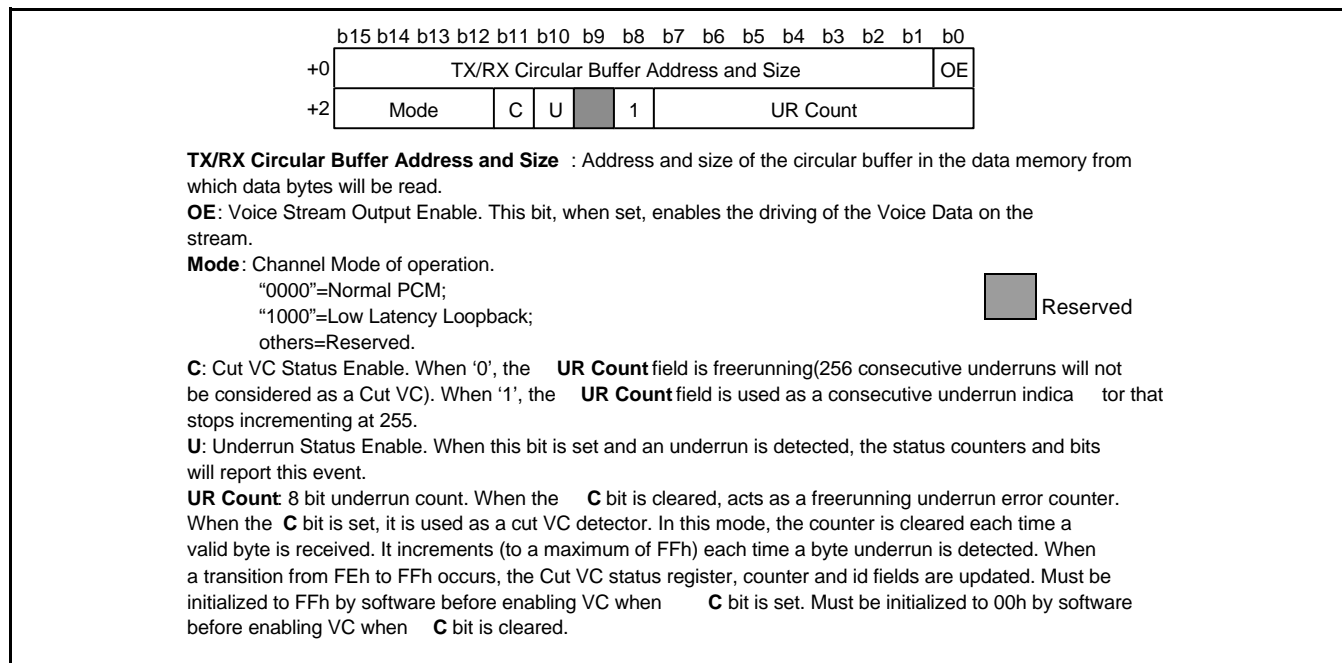 b15 b14 b13 b12 b11 b10 b9 b8 b7 b6 b5 b4 b3 b2 b1 b0
+0 TX/RX Circular Buffer Address and Size OE
+2 Mode C U 1 UR Count
TX/RX Circular Buffer Address and Size : Address and size of the circular buffer in the data memory from
which data bytes will be read.
OE: Voice Stream Output Enable. This bit, when set, enables the driving of the Voice Data on the
stream.
Mode: Channel Mode of operation.
“0000”=Normal PCM;
“1000”=Low Latency Loopback;
others=Reserved.
Reserved
C: Cut VC Status Enable. When ‘0’, the UR Count field is freerunning(256 consecutive underruns will not
be considered as a Cut VC). When ‘1’, the UR Count field is used as a consecutive underrun indica tor that
stops incrementing at 255.
U: Underrun Status Enable. When this bit is set and an underrun is detected, the status counters and bits
will report this event.
UR Count: 8 bit underrun count. When the C bit is cleared, acts as a freerunning underrun error counter.
When the C bit is set, it is used as a cut VC detector. In this mode, the counter is cleared each time a
valid byte is received. It increments (to a maximum of FFh) each time a byte underrun is detected. When
a transition from FEh to FFh occurs, the Cut VC status register, counter and id fields are updated. Must be
initialized to FFh by software before enabling VC when C bit is set. Must be initialized to 00h by software
before enabling VC when C bit is cleared.